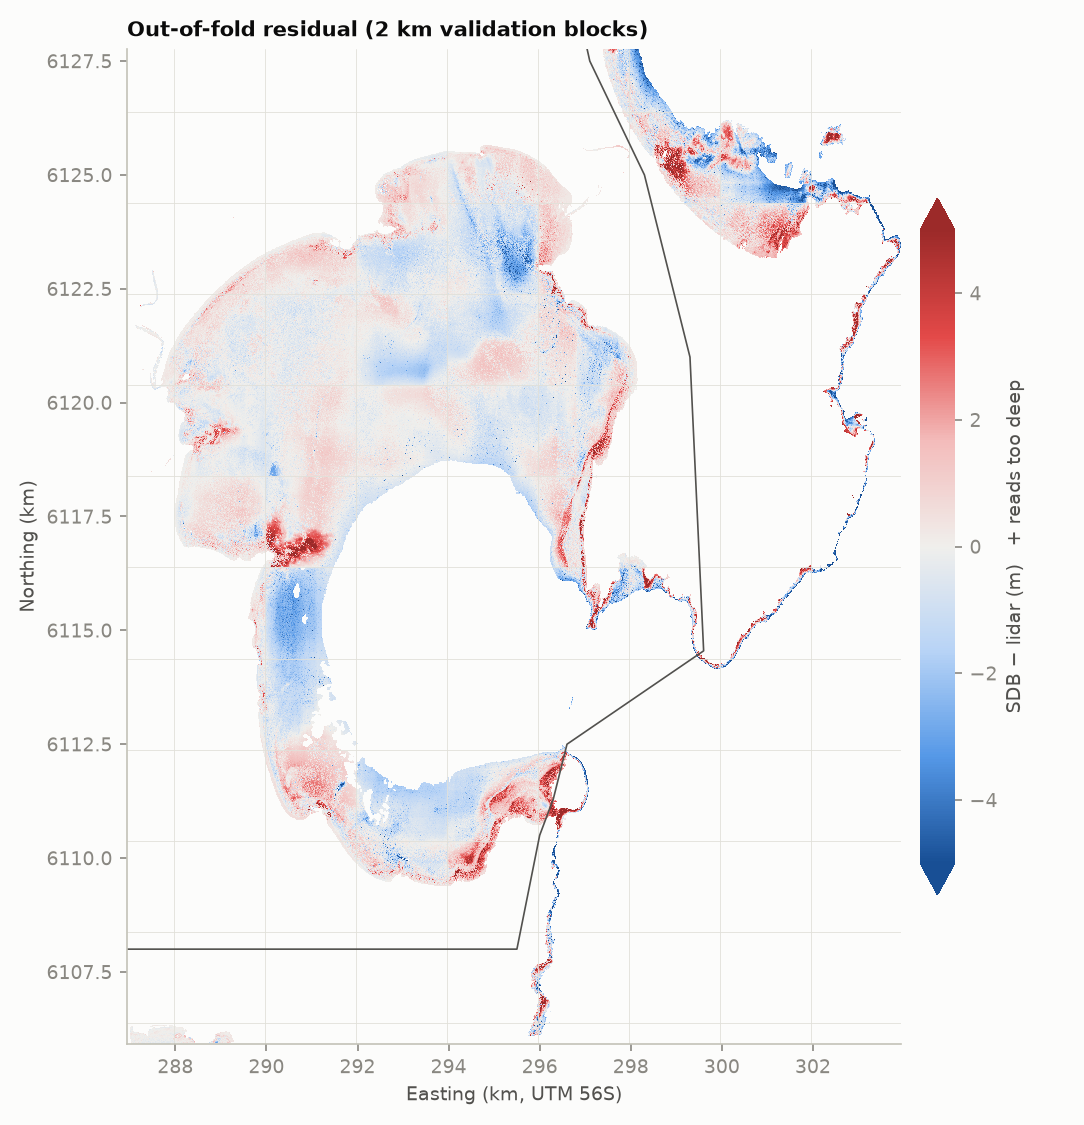 Out-of-fold residual (2 km validation blocks)
6127.5
6125.0
6122.5
6120.0
6117.5
6115.0
6112.5
6110.0
6107.5
Northing (km)
288 290 292 294 296 298 300 302
Easting (km, UTM 56S)
4
2
0
−2
−4
SDB − lidar (m)   + reads too deep